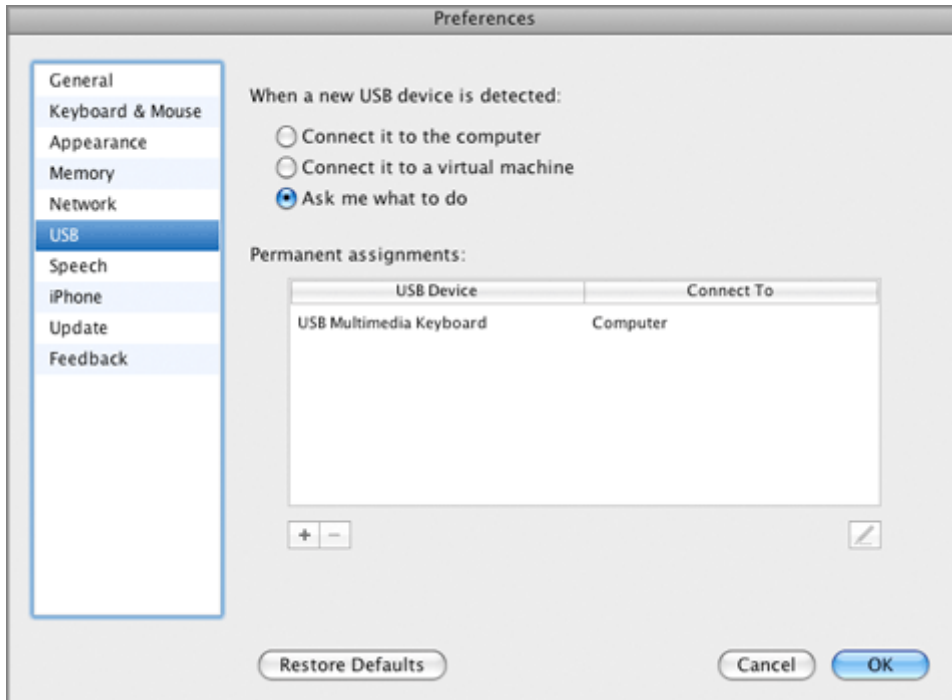 Preferences
General
Keyboard & Mouse
Appearance
Memory
Network
USB
Speech
iPhone
Update
Feedback
When a new USB device is detected:
Connect it to the computer
Connect it to a virtual machine
Ask me what to do
Permanent assignments:
USB Device Connect To
USB Multimedia Keyboard Computer
+ −
Restore Defaults Cancel OK